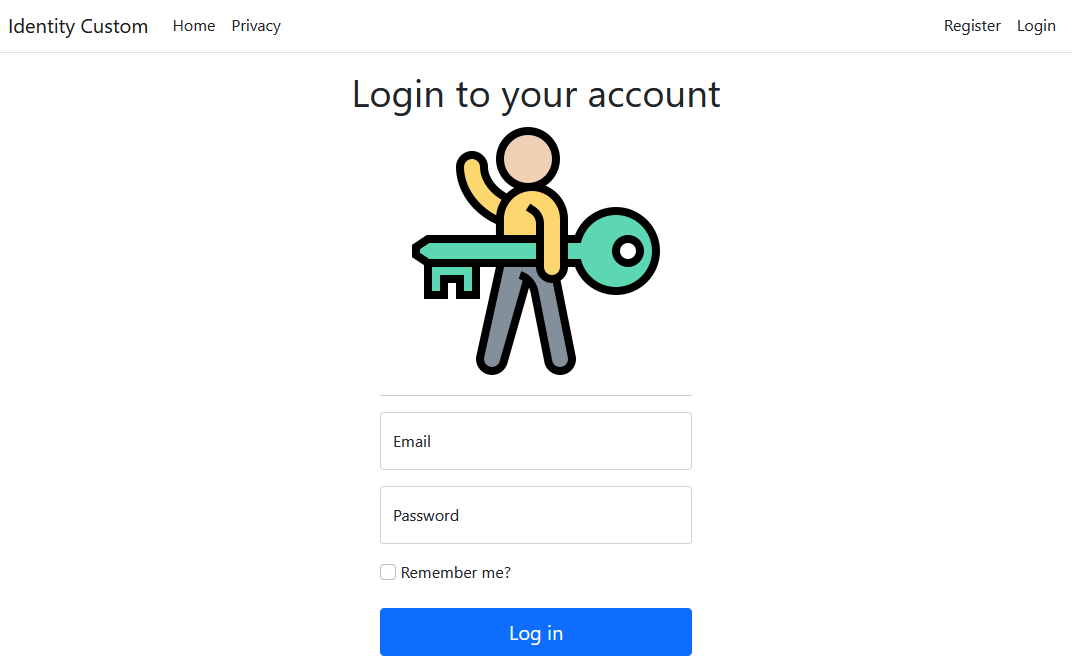 Identity Custom Home Privacy Register Login
Login to your account
Email
Password
Remember me?
Log in